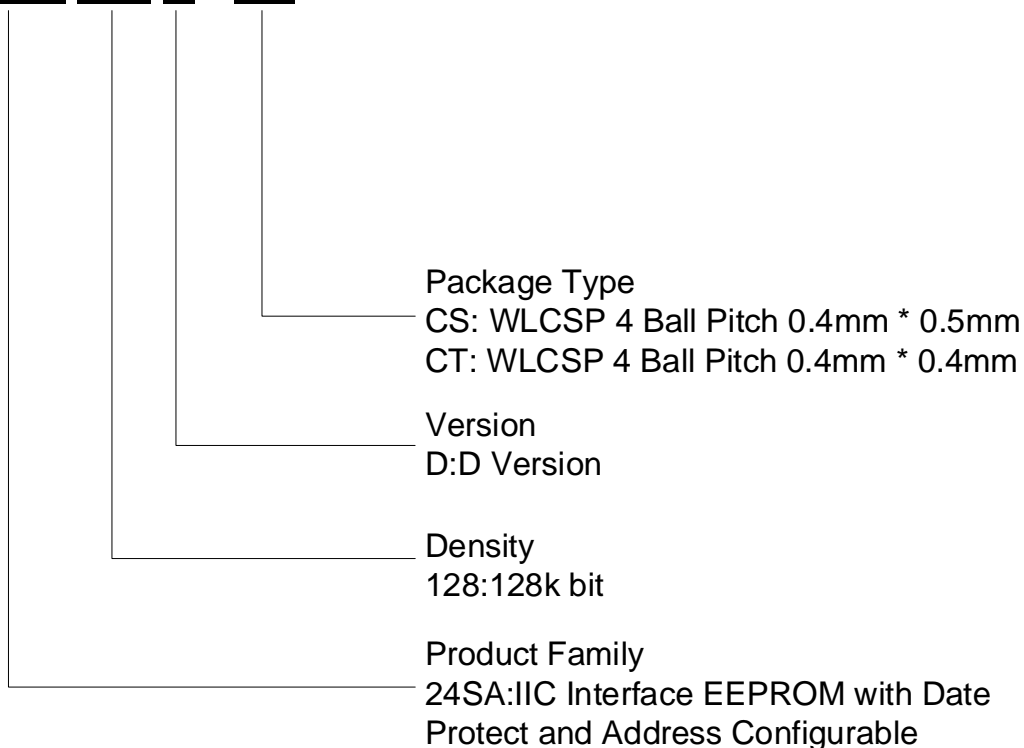 Package Type
CS: WLCSP 4 Ball Pitch 0.4mm * 0.5mm
CT: WLCSP 4 Ball Pitch 0.4mm * 0.4mm
Version
D:D Version
Density
128:128k bit
Product Family
24SA:IIC Interface EEPROM with Date
Protect and Address Configurable